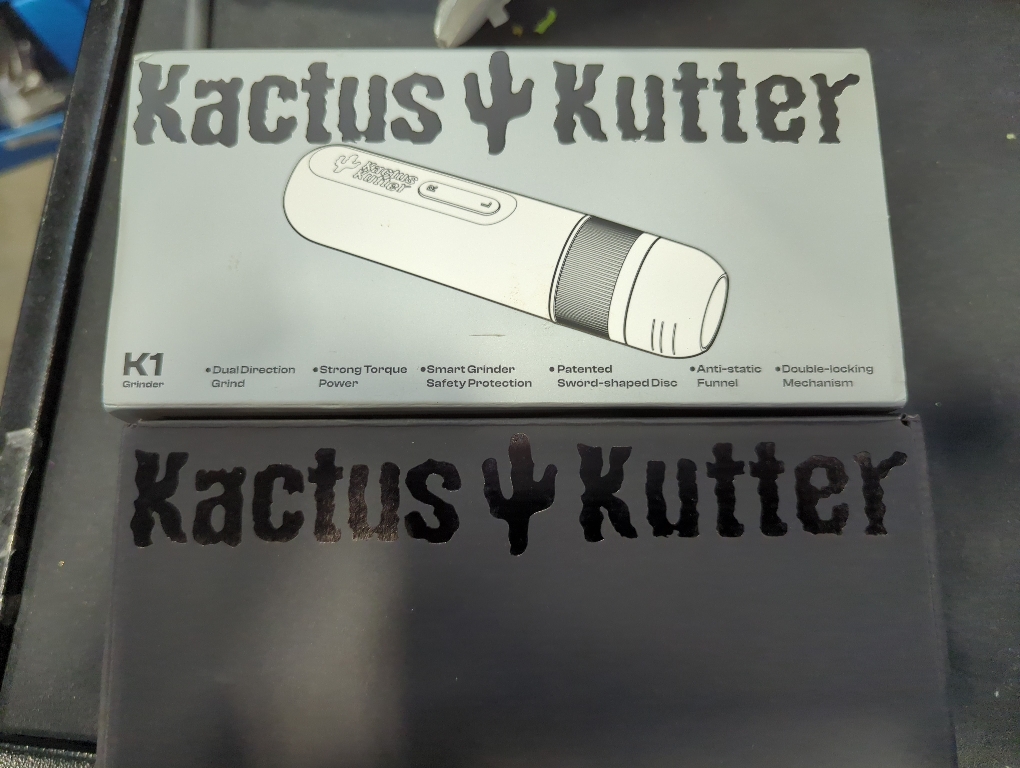 Kactus Kutter
Kactus
Kutter
R
L
K1
Grinder
• Dual Direction
Grind
• Strong Torque
Power
• Smart Grinder
Safety Protection
• Patented
Sword-shaped Disc
• Anti-static
Funnel
• Double-locking
Mechanism
Kactus Kutter